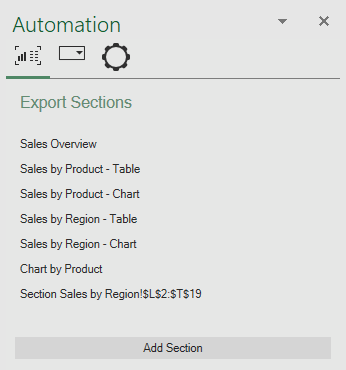 Automation
Export Sections
Sales Overview
Sales by Product - Table
Sales by Product - Chart
Sales by Region - Table
Sales by Region - Chart
Chart by Product
Section Sales by Region!$L$2:$T$19
Add Section